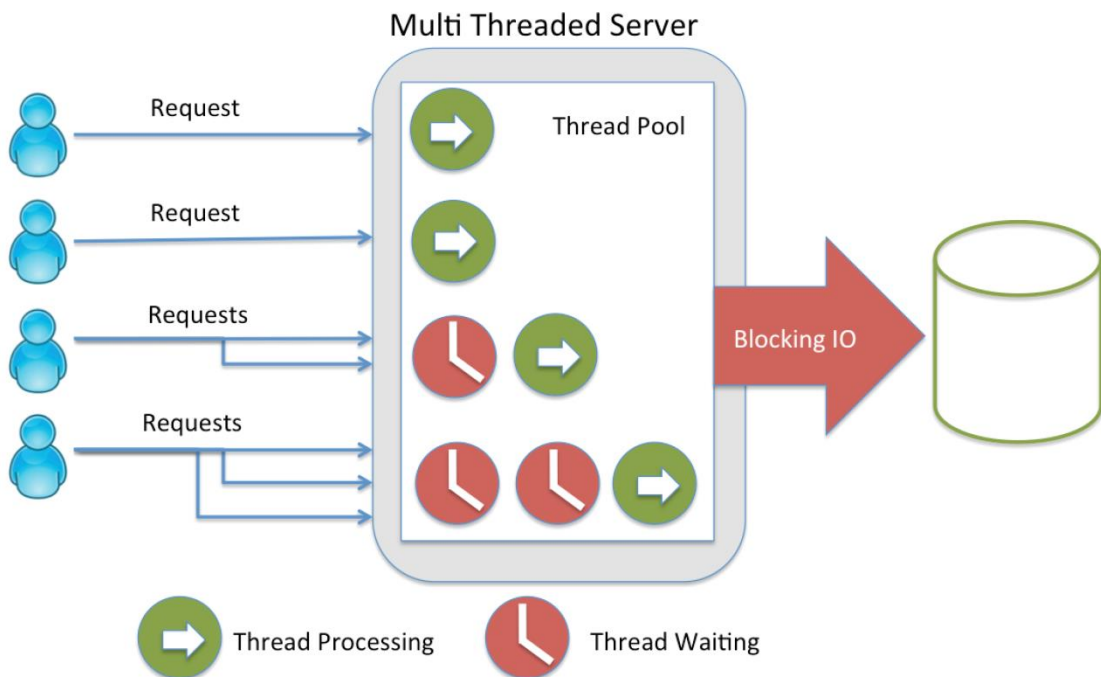 Multi Threaded Server
Request
Thread Pool
Request
Requests
Blocking IO
Requests
Thread Processing
Thread Waiting